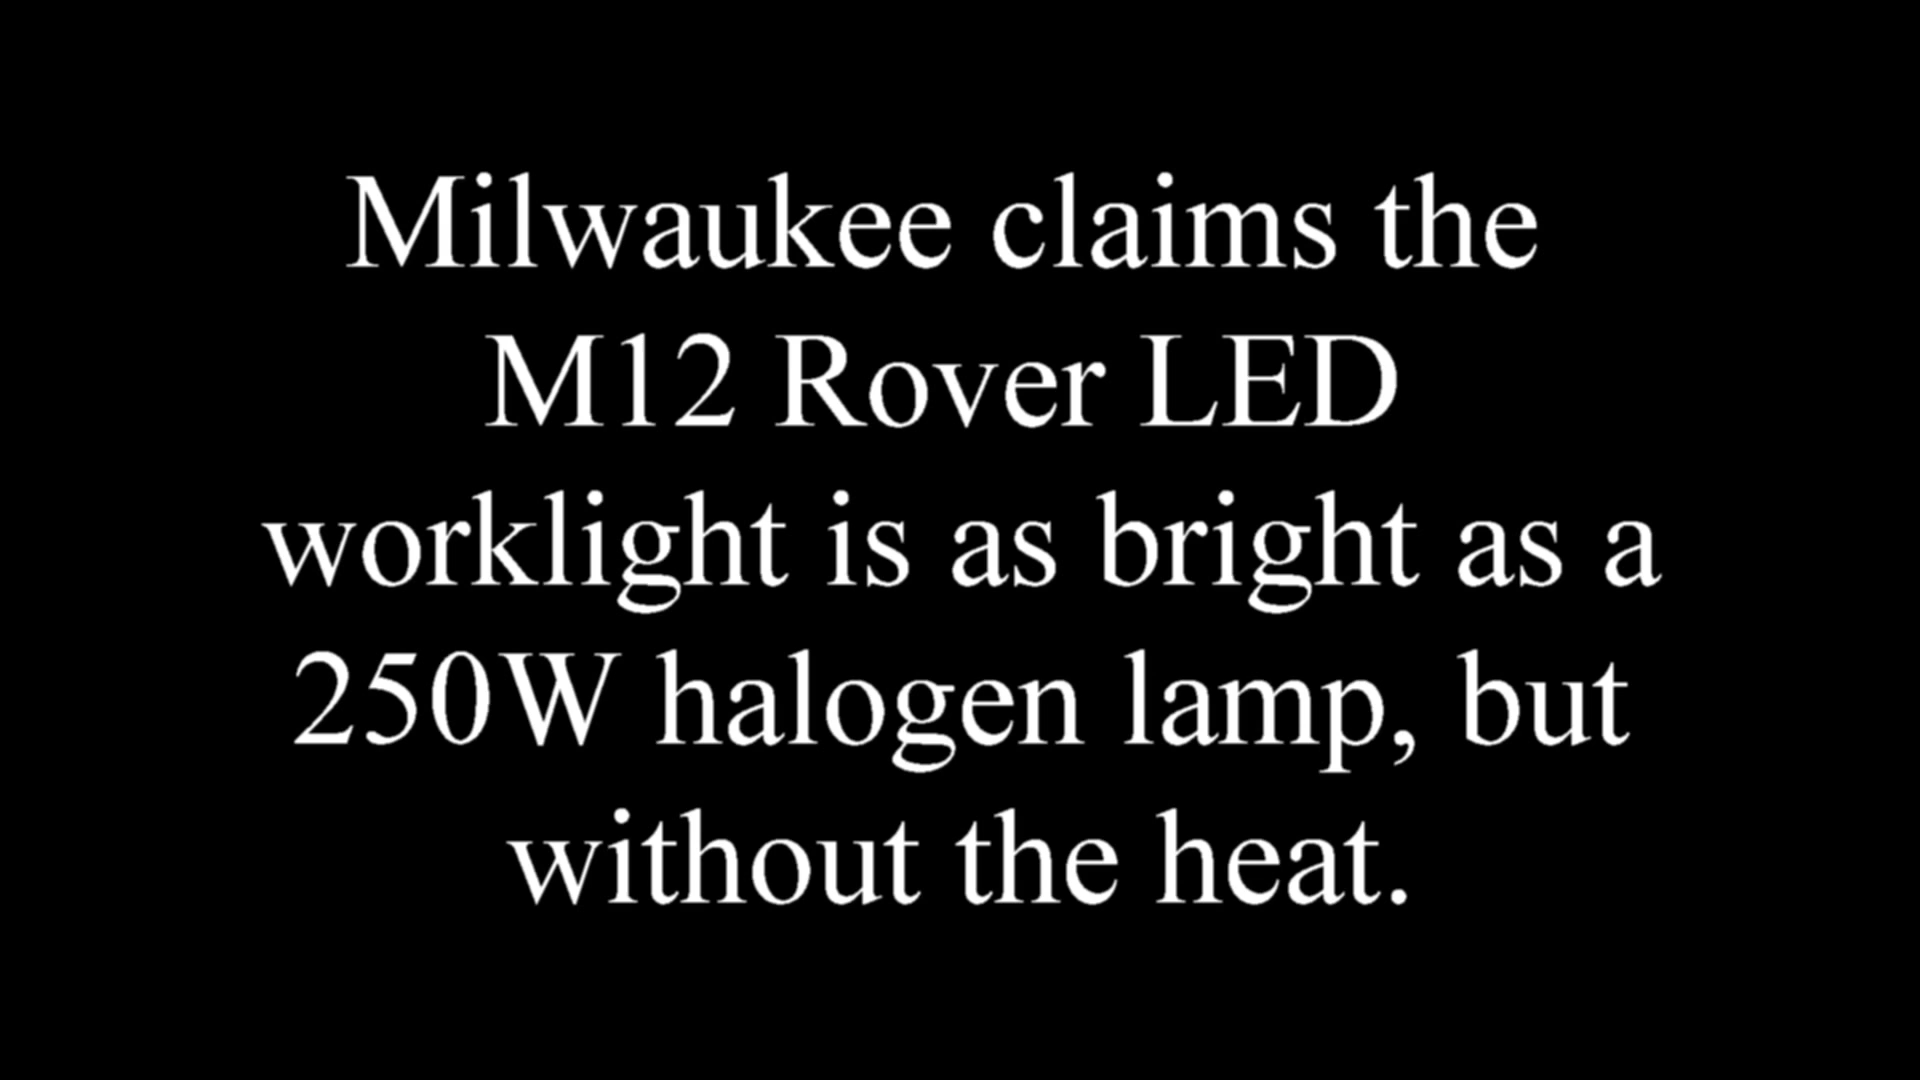 Milwaukee claims the
M12 Rover LED
worklight is as bright as a
250W halogen lamp, but
without the heat.